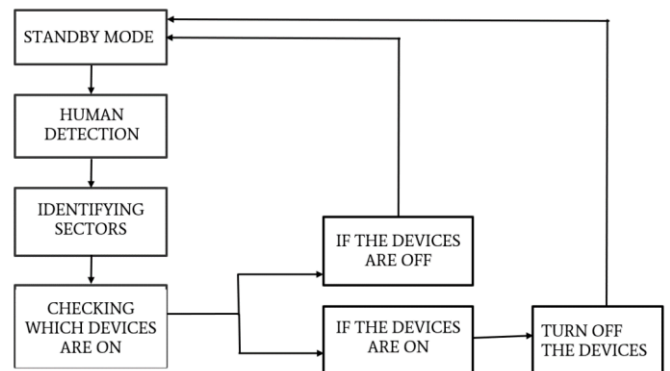 STANDBY MODE
HUMAN
DETECTION
IDENTIFYING
SECTORS
CHECKING
WHICH DEVICES
ARE ON
IF THE DEVICES
ARE OFF
IF THE DEVICES
ARE ON
TURN OFF
THE DEVICES